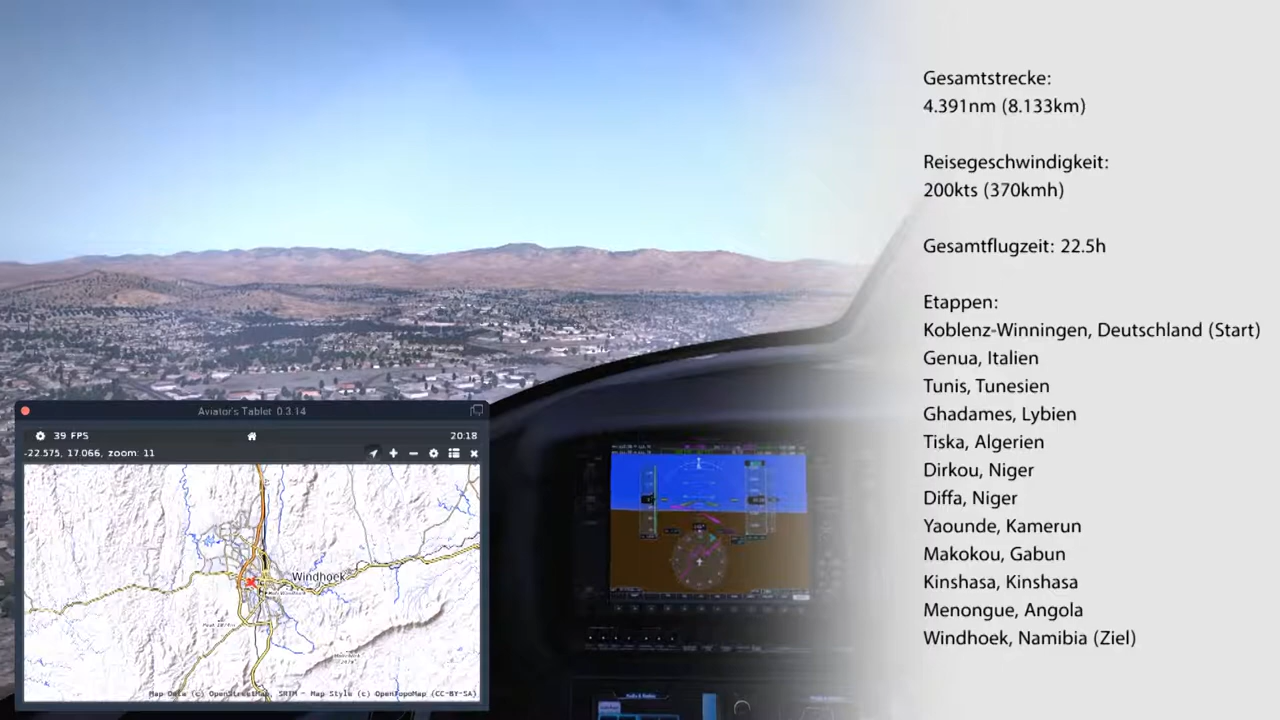 Gesamtstrecke:
4.391nm (8.133km)
Reisegeschwindigkeit:
200kts (370kmh)
Gesamtflugzeit: 22.5h
Etappen:
Koblenz-Winningen, Deutschland (Start)
Genua, Italien
Tunis, Tunesien
Ghadames, Lybien
Tiska, Algerien
Dirkou, Niger
Diffa, Niger
Yaounde, Kamerun
Makokou, Gabun
Kinshasa, Kinshasa
Menongue, Angola
Windhoek, Namibia (Ziel)
Aviator's Tablet 0.3.14
39 FPS
20:18
-22.575, 17.066, zoom: 11
Windhoek
Map Data (c) OpenStreetMap, SRTM - Map Style (c) OpenTopoMap (CC-BY-SA)